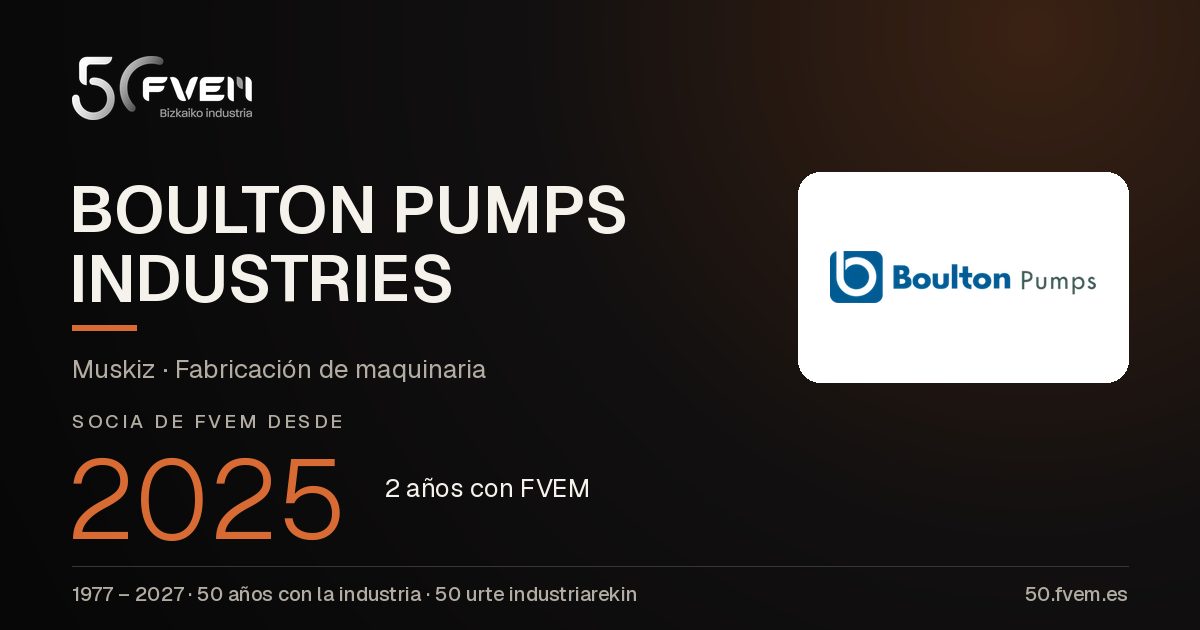 50 FVEM
Bizkaiko industria
BOULTON PUMPS
INDUSTRIES
b Boulton Pumps
Muskiz · Fabricación de maquinaria
SOCIA DE FVEM DESDE
2025
2 años con FVEM
1977 – 2027 · 50 años con la industria · 50 urte industriarekin
50.fvem.es